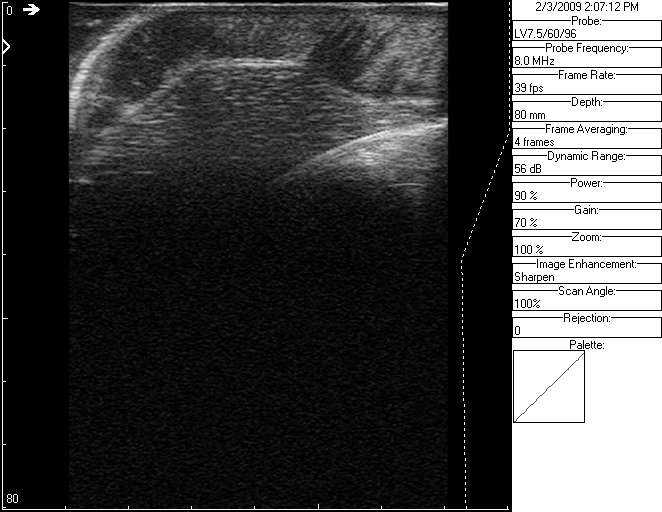 0
80
2/3/2009 2:07:12 PM
Probe:
LV7.5/60/96
Probe Frequency:
8.0 MHz
Frame Rate:
39 fps
Depth:
80 mm
Frame Averaging:
4 frames
Dynamic Range:
56 dB
Power:
90 %
Gain:
70 %
Zoom:
100 %
Image Enhancement:
Sharpen
Scan Angle:
100%
Rejection:
0
Palette: